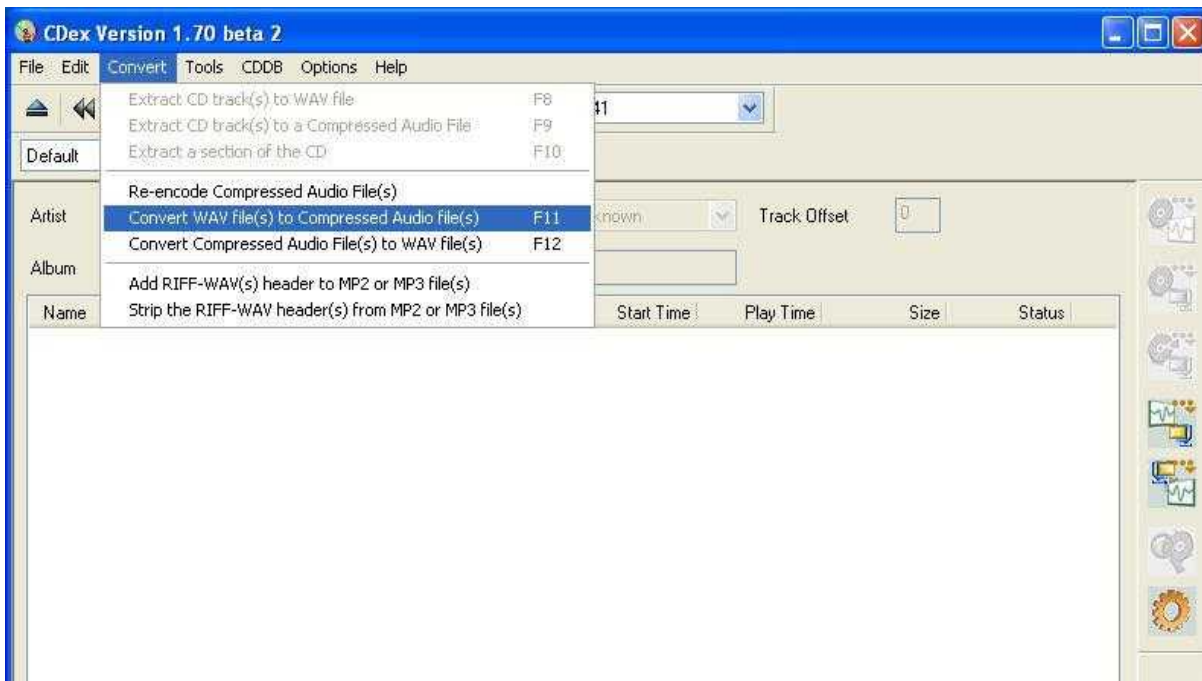 CDex Version 1.70 beta 2
File Edit Convert Tools CDDB Options Help
Extract CD track(s) to WAV file F8
Extract CD track(s) to a Compressed Audio File F9
Extract a section of the CD F10
Re-encode Compressed Audio File(s)
Convert WAV file(s) to Compressed Audio file(s) F11
Convert Compressed Audio File(s) to WAV file(s) F12
Add RIFF-WAV(s) header to MP2 or MP3 file(s)
Strip the RIFF-WAV header(s) from MP2 or MP3 file(s)
41
Default
Artist known Track Offset 0
Album
Name Start Time Play Time Size Status